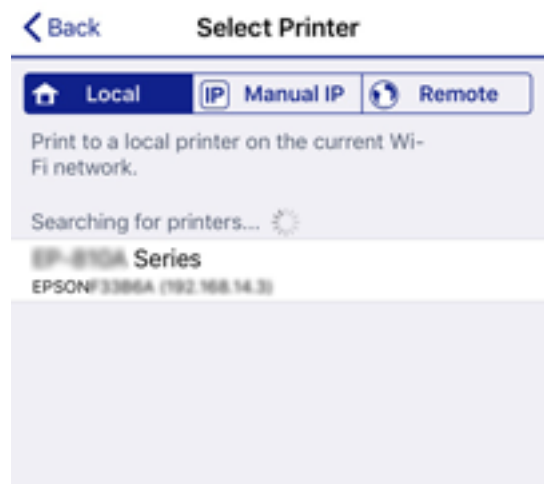 Back
Select Printer
Local
IP Manual IP
Remote
Print to a local printer on the current Wi-
Fi network.
Searching for printers...
Series
EPSON